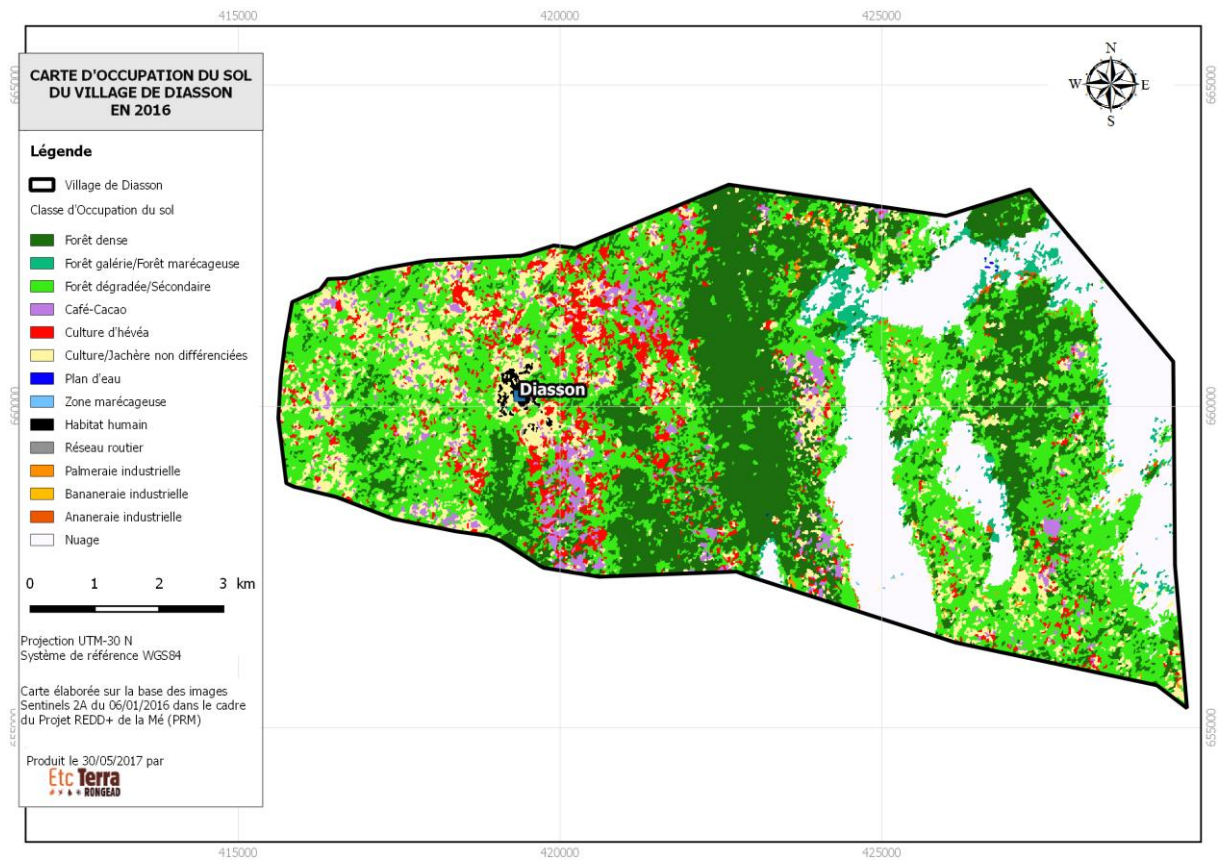 415000 420000 425000
CARTE D'OCCUPATION DU SOL
DU VILLAGE DE DIASSON
EN 2016
Légende
Village de Diasson
Classe d'Occupation du sol
Forêt dense
Forêt galérie/Forêt marécageuse
Forêt dégradée/Sécondaire
Café-Cacao
Culture d'hévéa
Culture/Jachère non différenciées
Plan d'eau
Zone marécageuse
Habitat humain
Réseau routier
Palmeraie industrielle
Bananeraie industrielle
Ananeraie industrielle
Nuage
0 1 2 3 km
Projection UTM-30 N
Système de référence WGS84
Carte élaborée sur la base des images
Sentinels 2A du 06/01/2016 dans le cadre
du Projet REDD+ de la Mé (PRM)
Produit le 30/05/2017 par
Etc Terra
RONGEAD
N
W E
S
665000
665000
Diasson
660000
655000
655000
415000 420000 425000